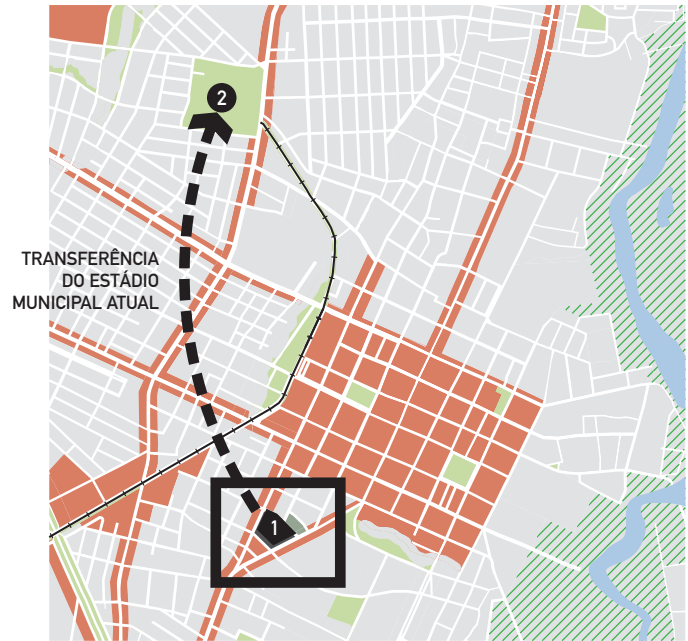 2
TRANSFERÊNCIA
DO ESTÁDIO
MUNICIPAL ATUAL
1